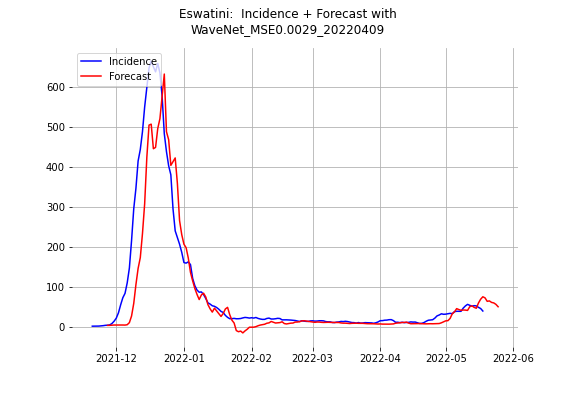 Eswatini:  Incidence + Forecast with
WaveNet_MSE0.0029_20220409
Incidence
Forecast
600
500
400
300
200
100
0
2021-12 2022-01 2022-02 2022-03 2022-04 2022-05 2022-06